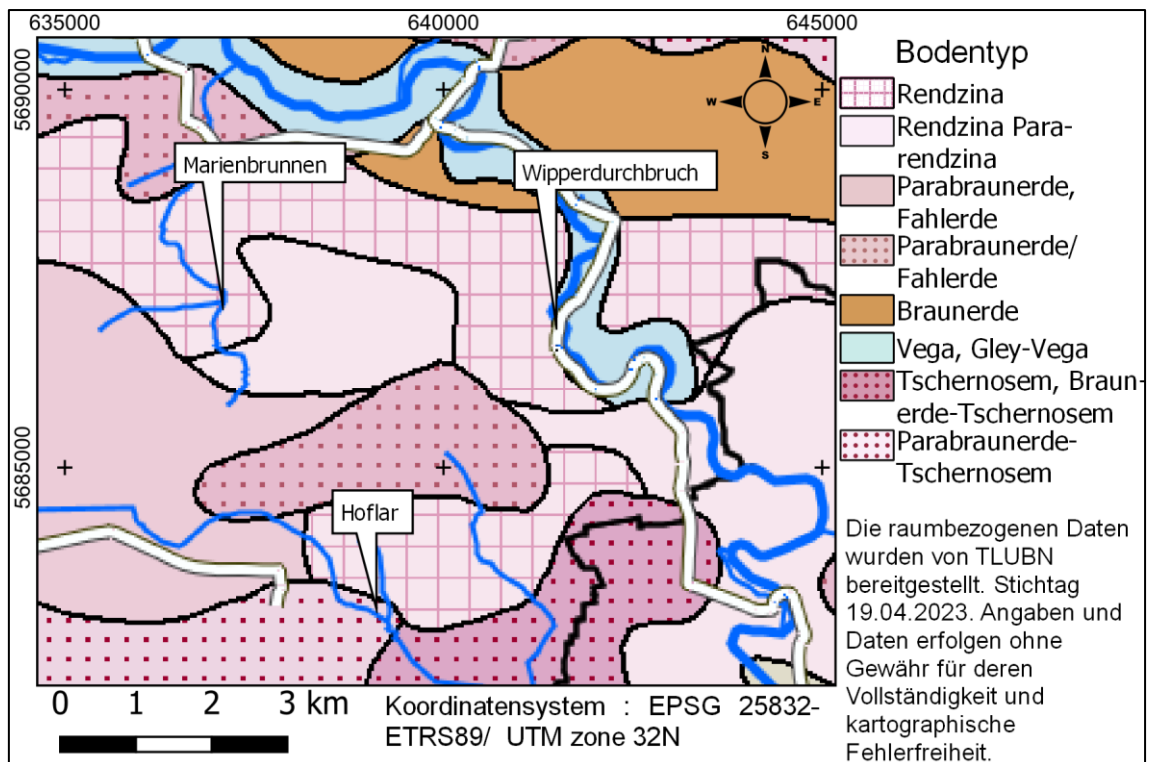 635000
640000
645000
5690000
5685000
N
W
E
S
Marienbrunnen
Wipperdurchbruch
Hoflar
Bodentyp
Rendzina
Rendzina Para-
rendzina
Parabraunerde,
Fahlerde
Parabraunerde/
Fahlerde
Braunerde
Vega, Gley-Vega
Tschernosem, Braun-
erde-Tschernosem
Parabraunerde-
Tschernosem
Die raumbezogenen Daten
wurden von TLUBN
bereitgestellt. Stichtag
19.04.2023. Angaben und
Daten erfolgen ohne
Gewähr für deren
Vollständigkeit und
kartographische
Fehlerfreiheit.
0 1 2 3 km
Koordinatensystem : EPSG 25832-
ETRS89/ UTM zone 32N